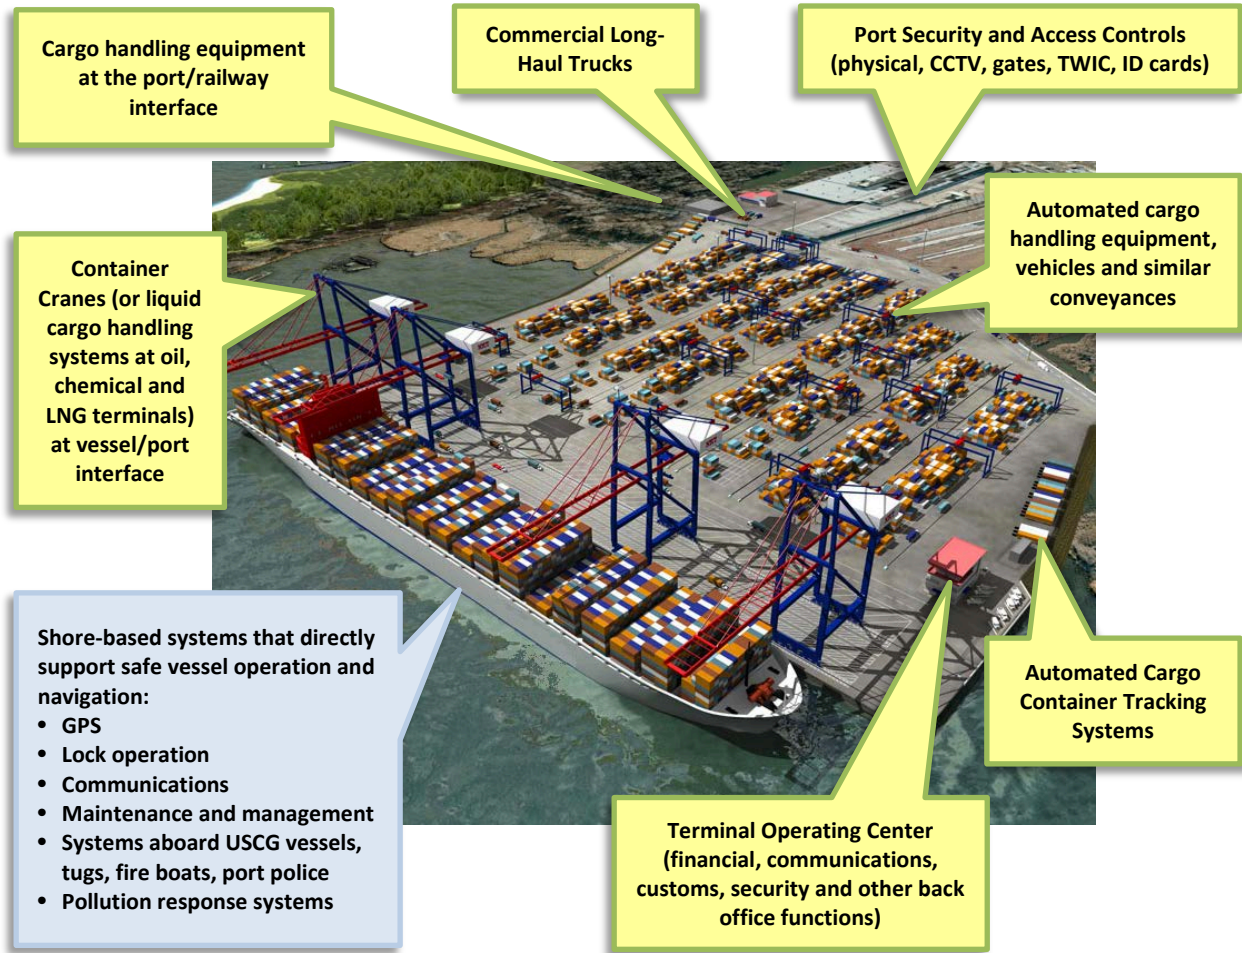 Cargo handling equipment
at the port/railway
interface
Commercial Long-
Haul Trucks
Port Security and Access Controls
(physical, CCTV, gates, TWIC, ID cards)
Automated cargo
handling equipment,
vehicles and similar
conveyances
Container
Cranes (or liquid
cargo handling
systems at oil,
chemical and
LNG terminals)
at vessel/port
interface
Shore-based systems that directly
support safe vessel operation and
navigation:
• GPS
• Lock operation
• Communications
• Maintenance and management
• Systems aboard USCG vessels,
tugs, fire boats, port police
• Pollution response systems
Automated Cargo
Container Tracking
Systems
Terminal Operating Center
(financial, communications,
customs, security and other back
office functions)